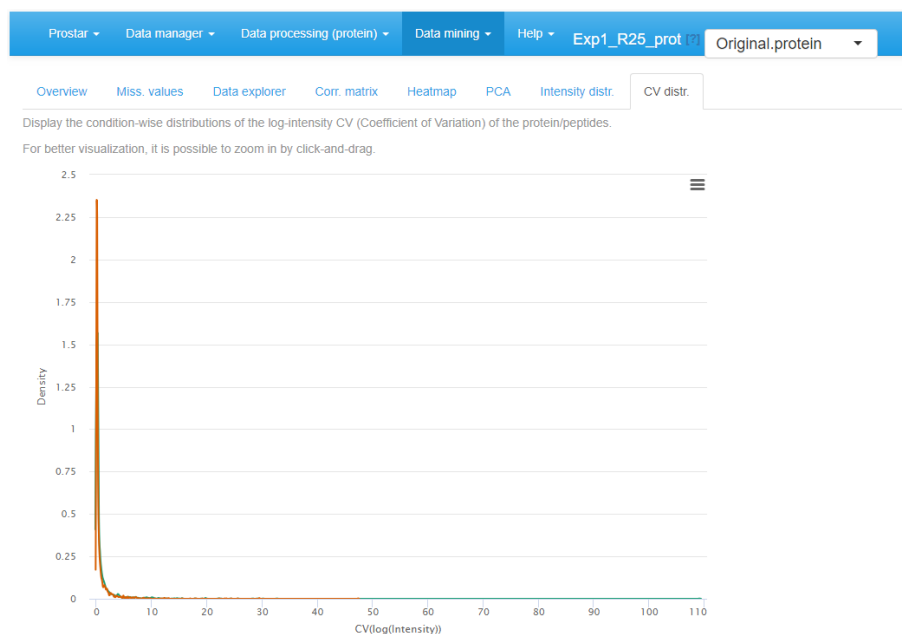 Prostar Data manager Data processing (protein) Data mining Help Exp1_R25_prot [?] Original.protein
Overview Miss. values Data explorer Corr. matrix Heatmap PCA Intensity distr. CV distr.
Display the condition-wise distributions of the log-intensity CV (Coefficient of Variation) of the protein/peptides.
For better visualization, it is possible to zoom in by click-and-drag.
2.5
2.25
2
1.75
1.5
1.25
1
0.75
0.5
0.25
0
Density
0 10 20 30 40 50 60 70 80 90 100 110
CV(log(Intensity))